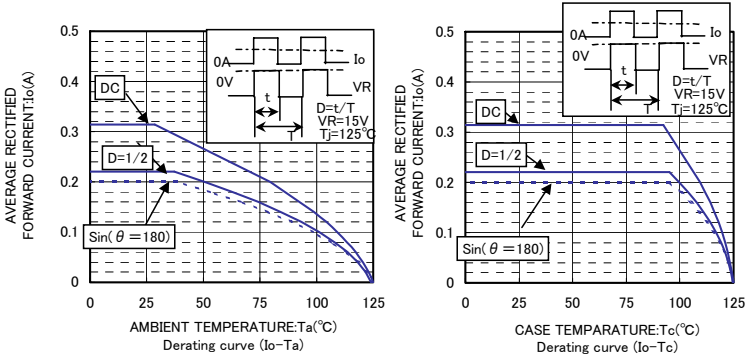 AVERAGE RECTIFIED
FORWARD CURRENT:Io(A)
0.5
0.4
0.3
0.2
0.1
0
0 25 50 75 100 125
DC
D=1/2
Sin(θ=180)
0A
Io
0V
VR
t
T
D=t/T
VR=15V
Tj=125℃
AMBIENT TEMPERATURE:Ta(℃)
Derating curve (Io-Ta)
AVERAGE RECTIFIED
FORWARD CURRENT:Io(A)
0.5
0.4
0.3
0.2
0.1
0
0 25 50 75 100 125
DC
D=1/2
Sin(θ=180)
0A
Io
0V
VR
t
T
D=t/T
VR=15V
Tj=125℃
CASE TEMPARATURE:Tc(℃)
Derating curve (Io-Tc)